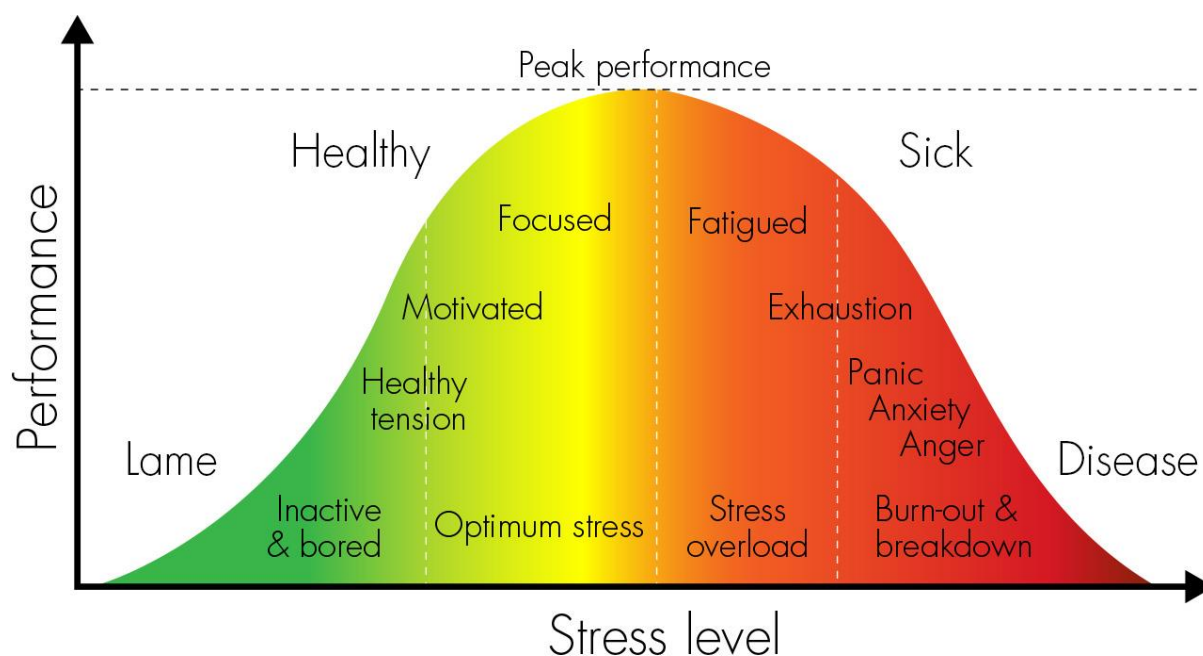 Peak performance
Healthy
Sick
Focused
Fatigued
Motivated
Exhaustion
Healthy
tension
Panic
Anxiety
Anger
Lame
Disease
Inactive
& bored
Optimum stress
Stress
overload
Burn-out &
breakdown
Performance
Stress level